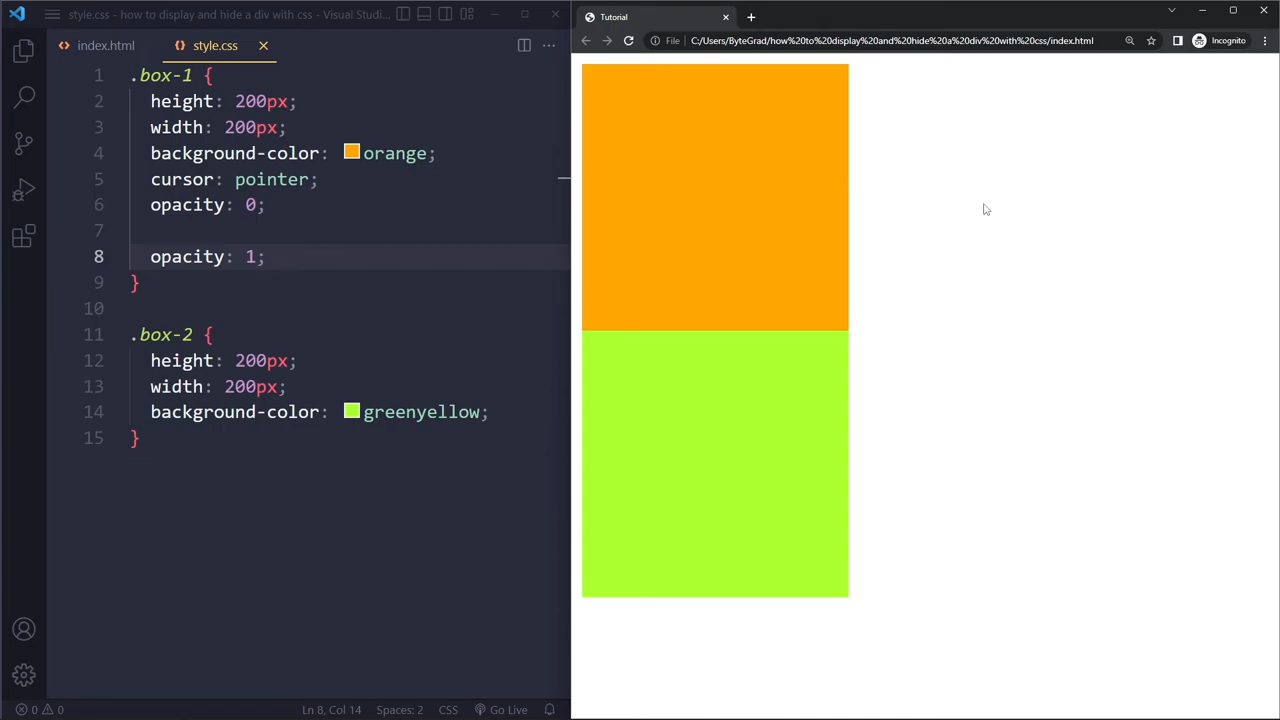 style.css - how to display and hide a div with css - Visual Studi...
index.html
style.css
1 .box-1 {
2 height: 200px;
3 width: 200px;
4 background-color: orange;
5 cursor: pointer;
6 opacity: 0;
7
8 opacity: 1;
9 }
10
11 .box-2 {
12 height: 200px;
13 width: 200px;
14 background-color: greenyellow;
15 }
0 0 Ln 8, Col 14 Spaces: 2 CSS Go Live
Tutorial
File C:/Users/ByteGrad/how%20to%20display%20and%20hide%20a%20div%20with%20css/index.html Incognito